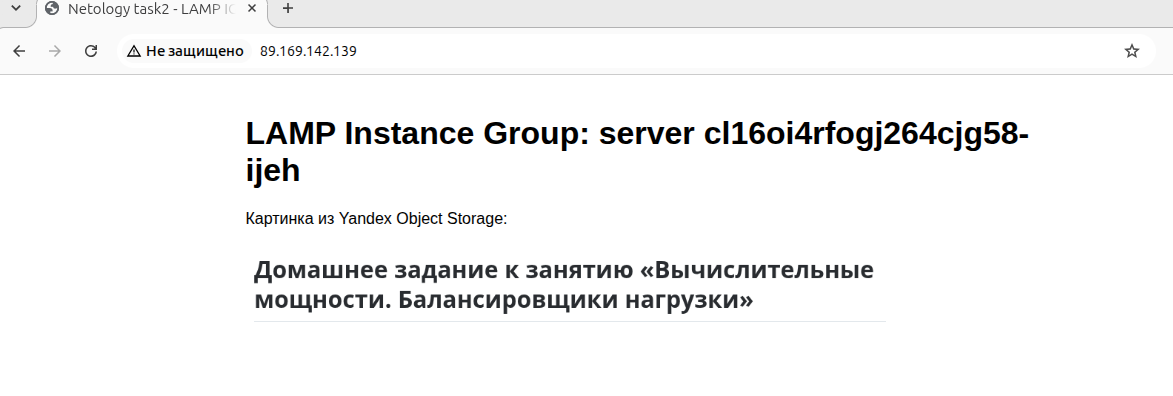 Netology task2 - LAMP
Не защищено 89.169.142.139
LAMP Instance Group: server cl16oi4rfogj264cjg58-
ijeh
Картинка из Yandex Object Storage:
Домашнее задание к занятию «Вычислительные
мощности. Балансировщики нагрузки»